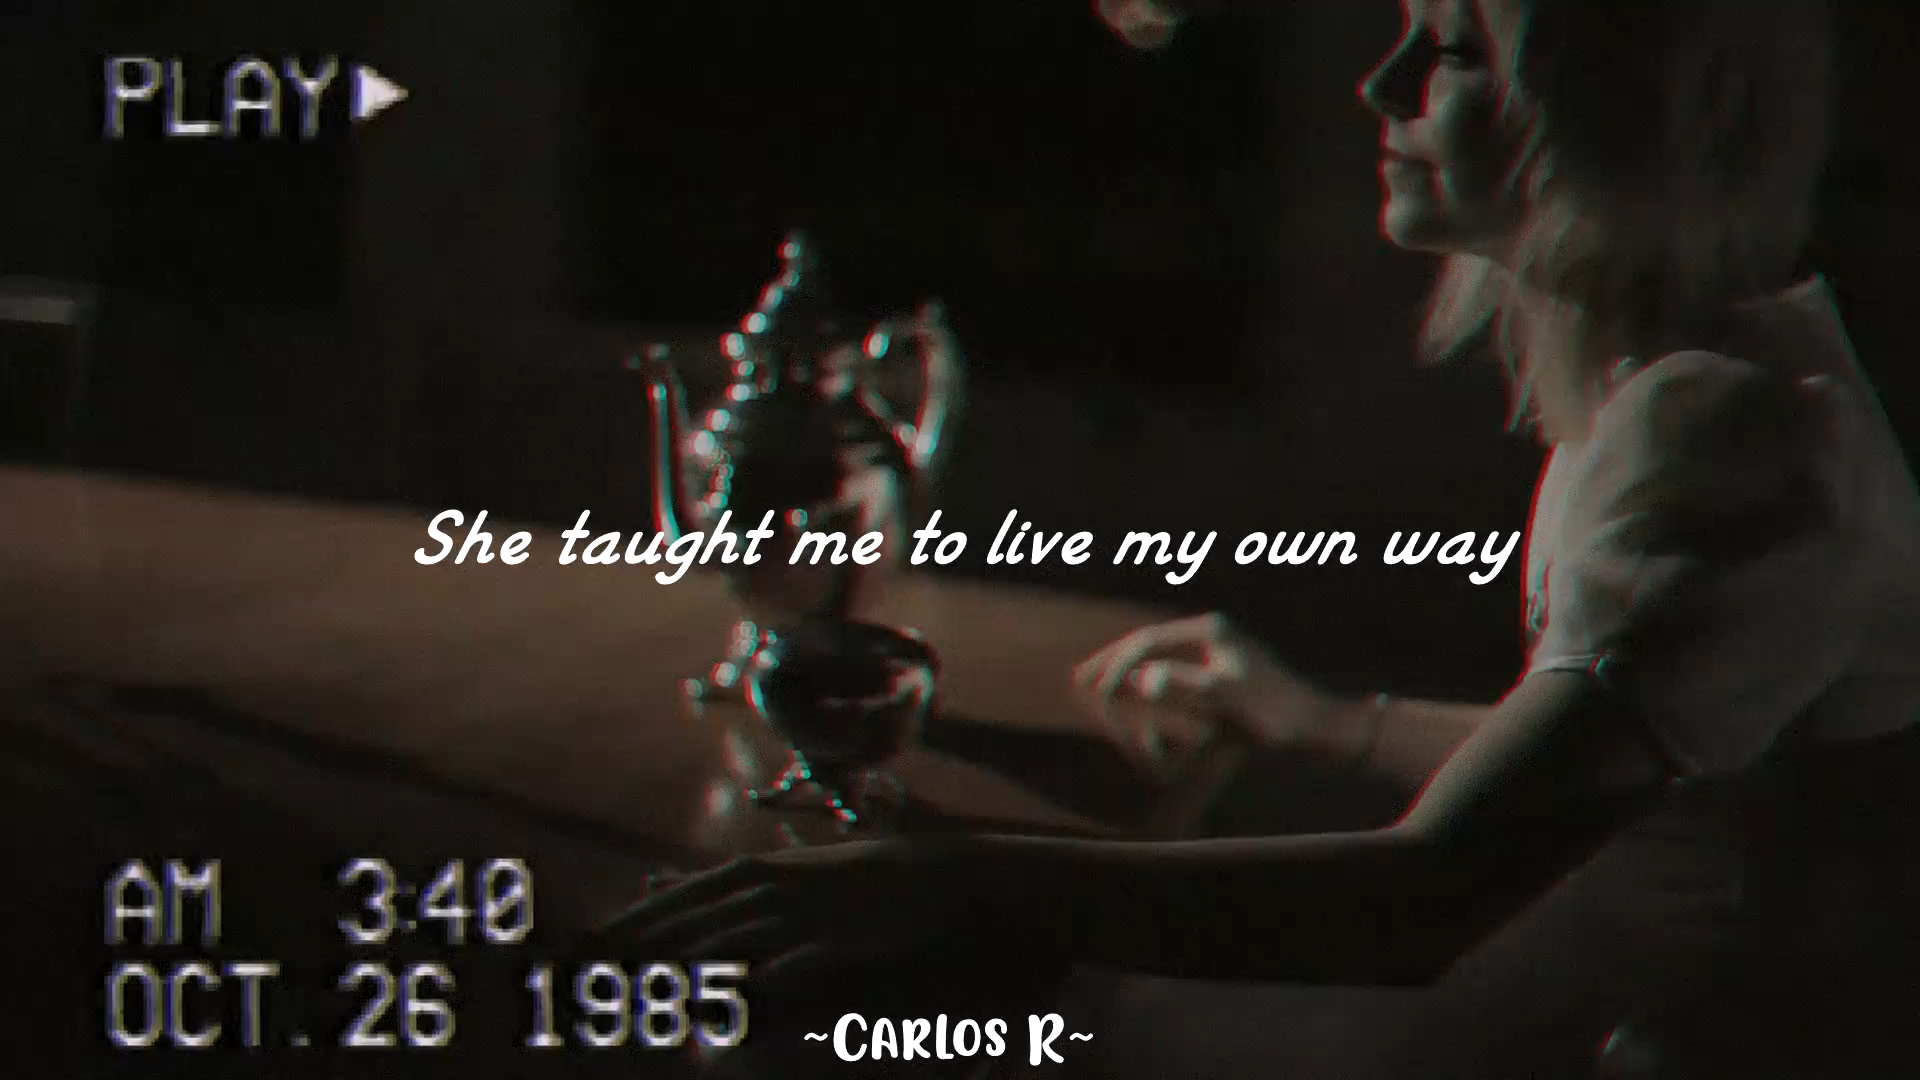 PLAY
She taught me to live my own way
AM 3:40
OCT. 26 1985
~CARLOS R~